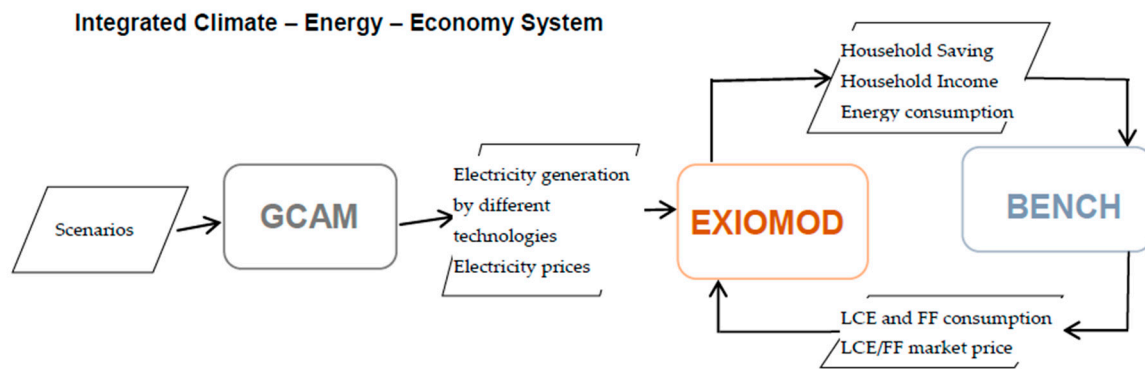 Integrated Climate – Energy – Economy System
Scenarios
GCAM
Electricity generation
by different
technologies
Electricity prices
EXIOMOD
Household Saving
Household Income
Energy consumption
BENCH
LCE and FF consumption
LCE/FF market price